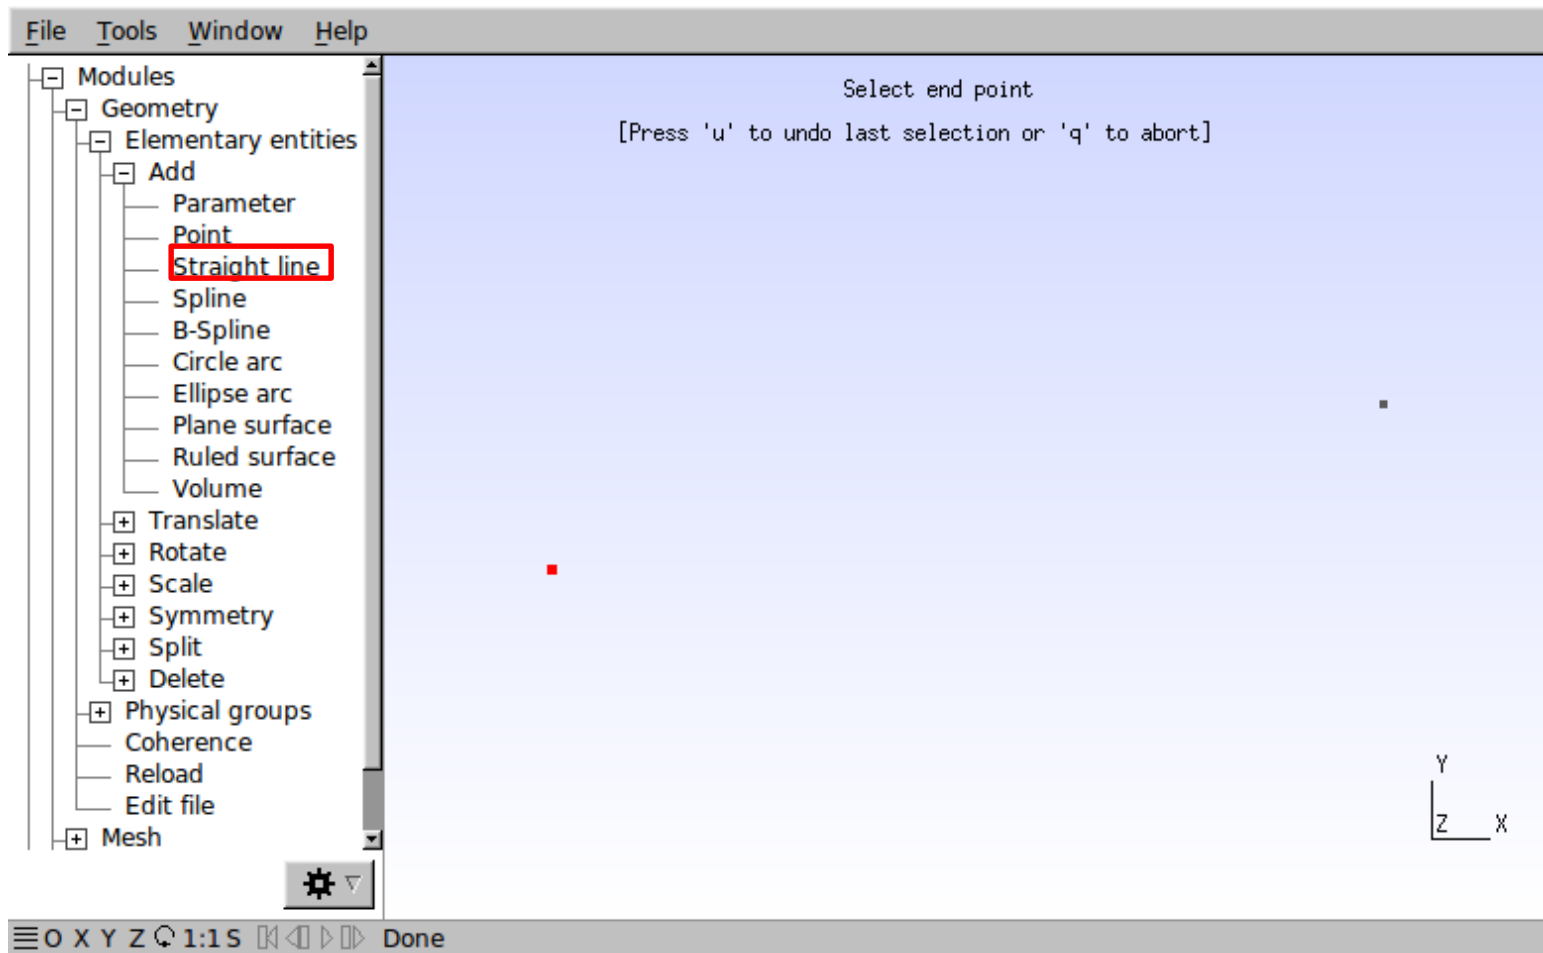 File Tools Window Help
Modules
Geometry
Elementary entities
Add
Parameter
Point
Straight line
Spline
B-Spline
Circle arc
Ellipse arc
Plane surface
Ruled surface
Volume
Translate
Rotate
Scale
Symmetry
Split
Delete
Physical groups
Coherence
Reload
Edit file
Mesh
Select end point
[Press 'u' to undo last selection or 'q' to abort]
Y
Z X
O X Y Z 1:1 S Done